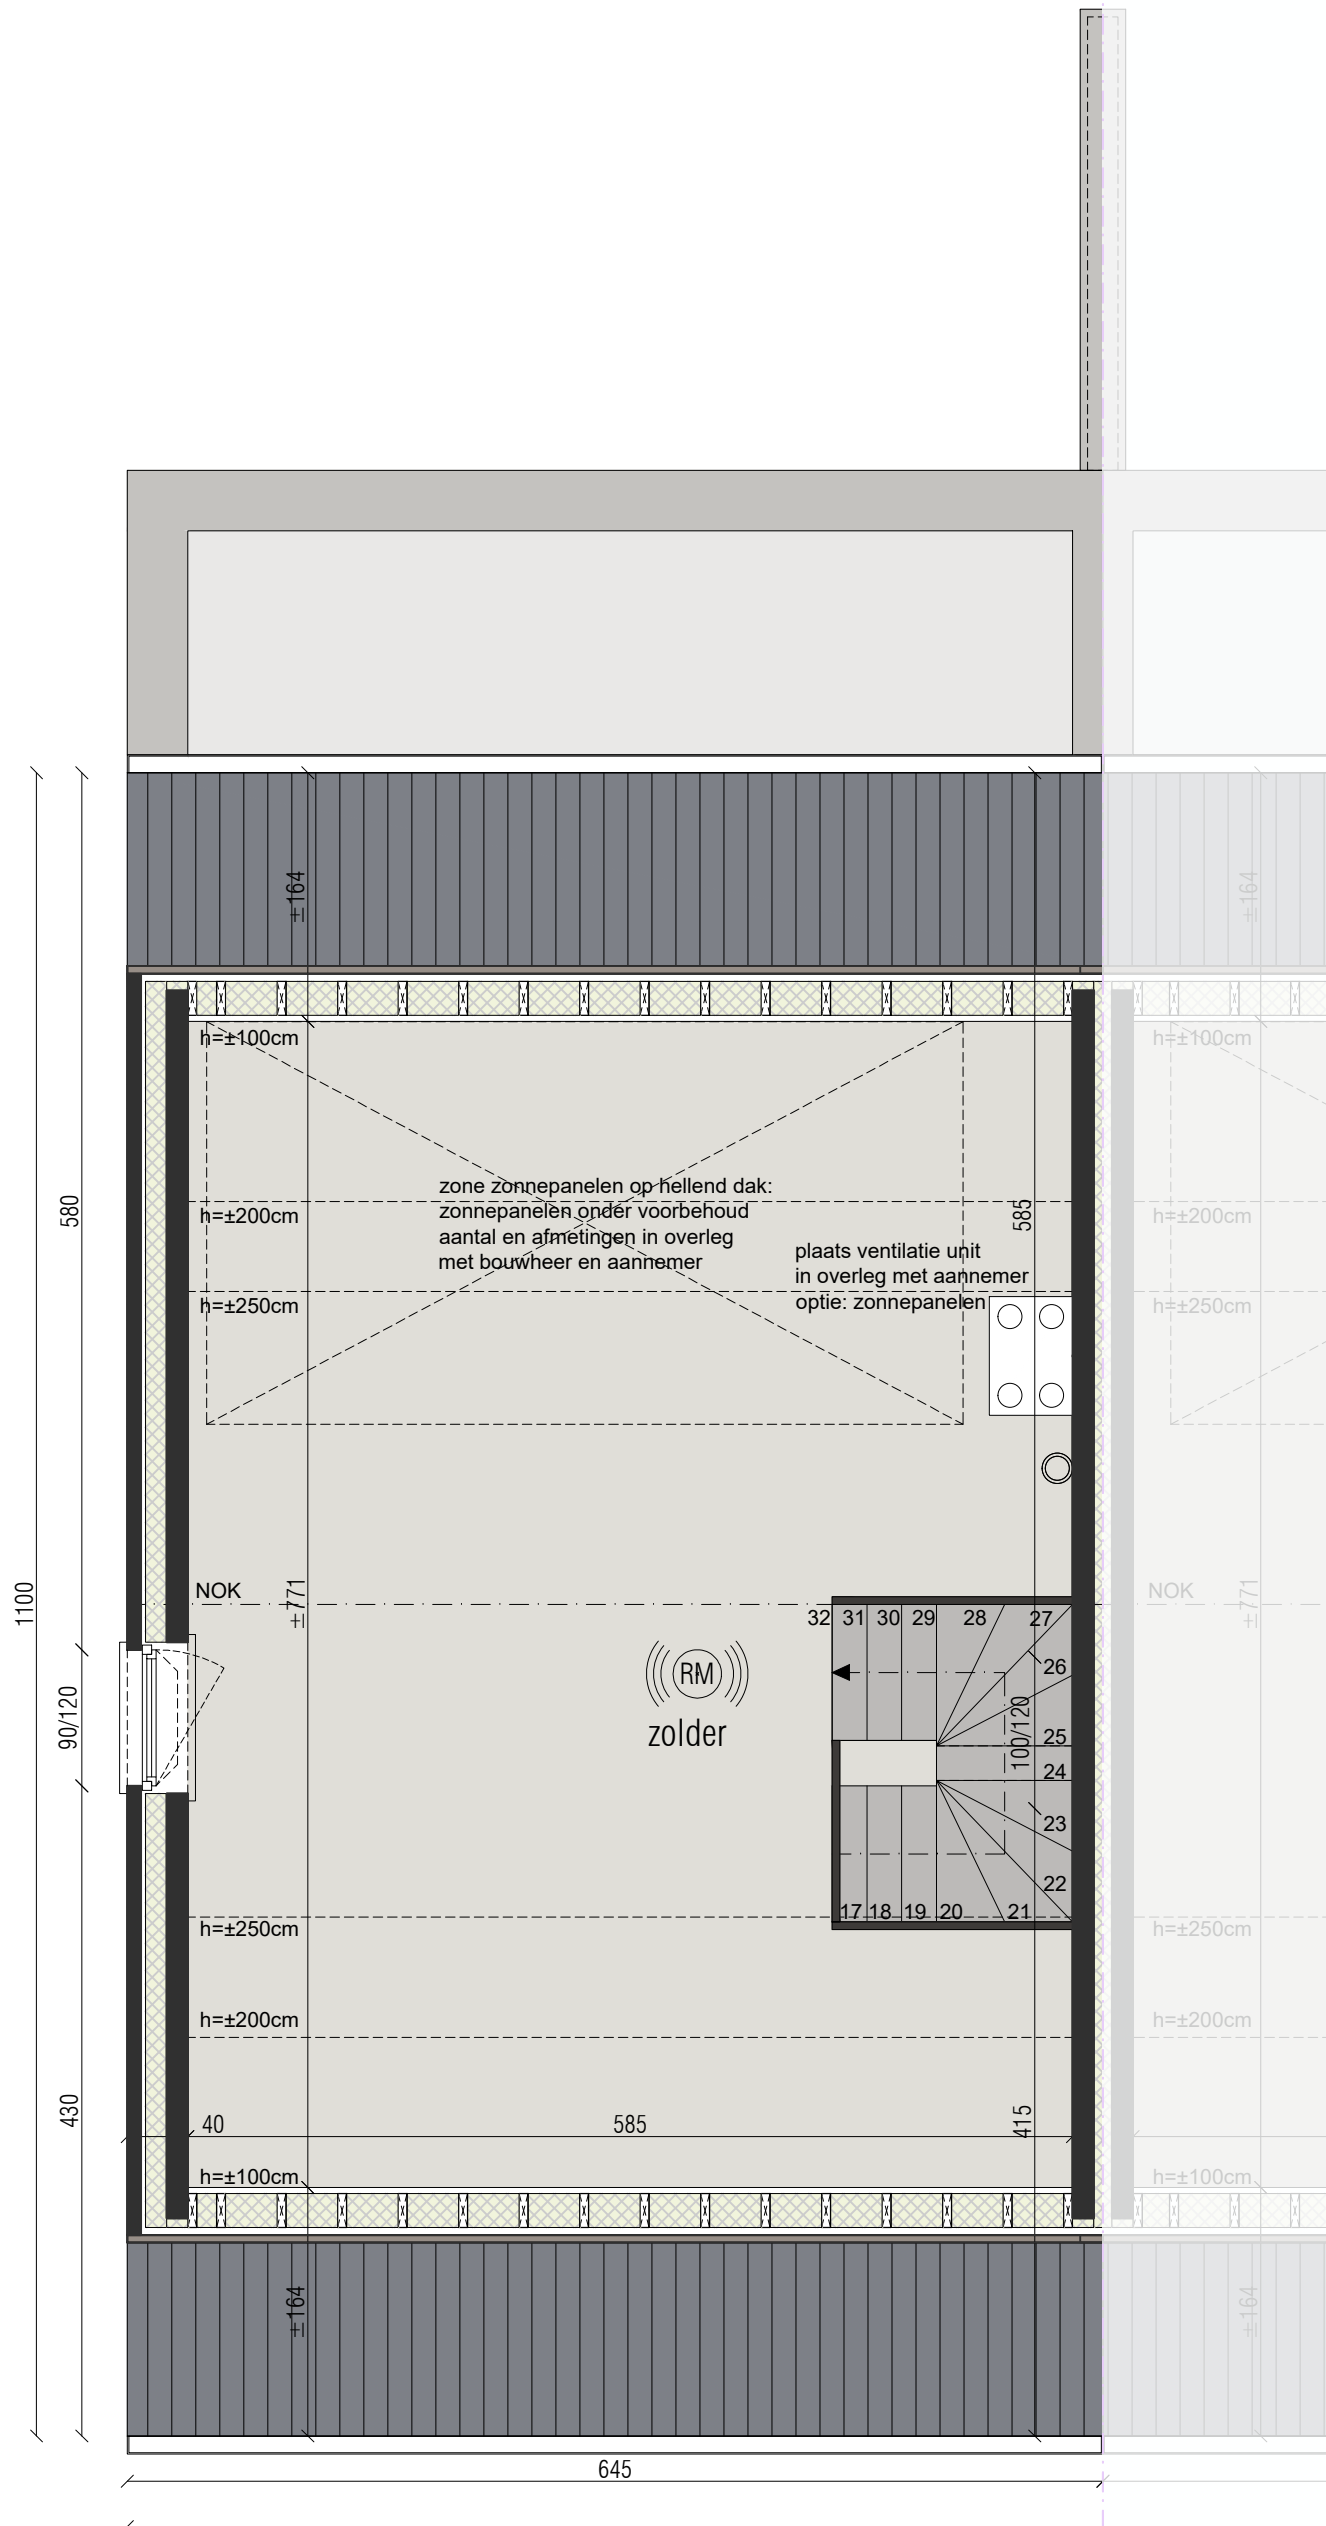 ±164
±164
h=±100cm
h=±100cm
zone zonnepanelen op hellend dak:
zonnepanelen onder voorbehoud
aantal en afmetingen in overleg
met bouwheer en aannemer
h=±200cm
h=±200cm
580
585
plaats ventilatie unit
in overleg met aannemer
optie: zonnepanelen
h=±250cm
h=±250cm
NOK
NOK
1100
±771
±771
32 31 30 29 28 27
26
RM
zolder
90/120
100/120
25
24
23
22
17 18 19 20 21
h=±250cm
h=±250cm
h=±200cm
h=±200cm
430
40
585
415
h=±100cm
h=±100cm
±164
±164
645